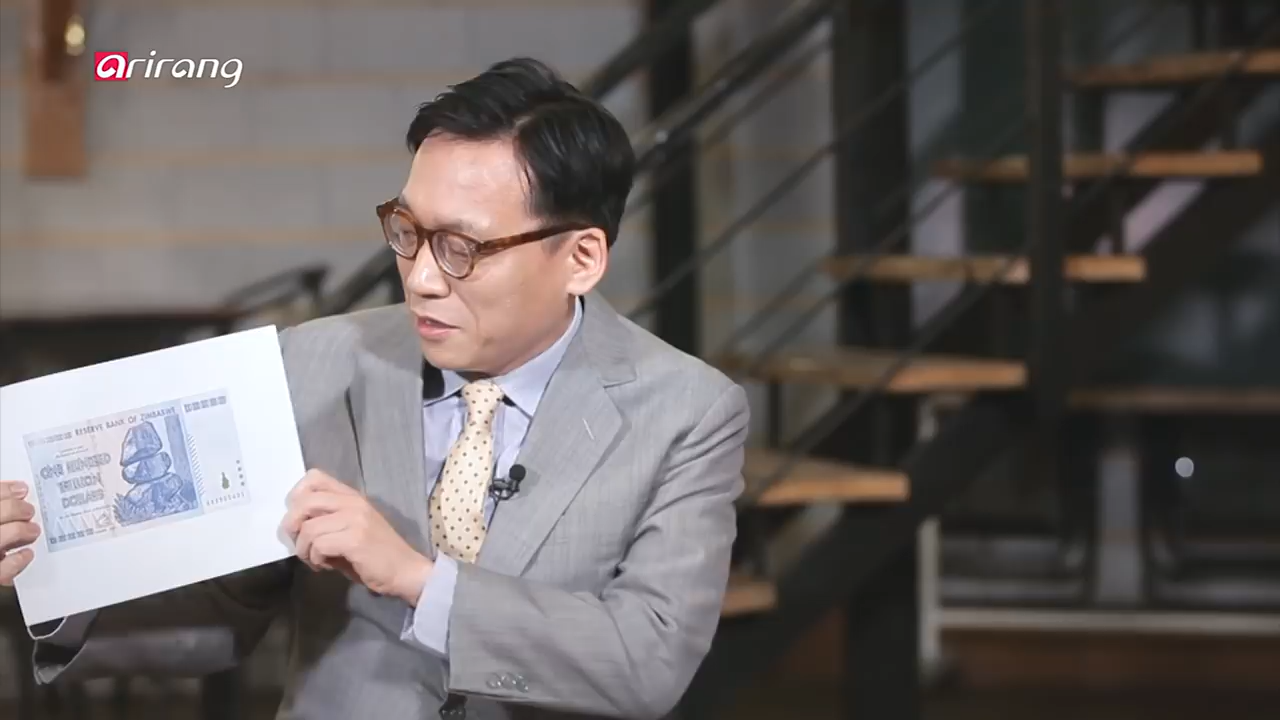 arirang
RESERVE BANK OF ZIMBABWE
ONE HUNDRED
TRILLION
DOLLARS